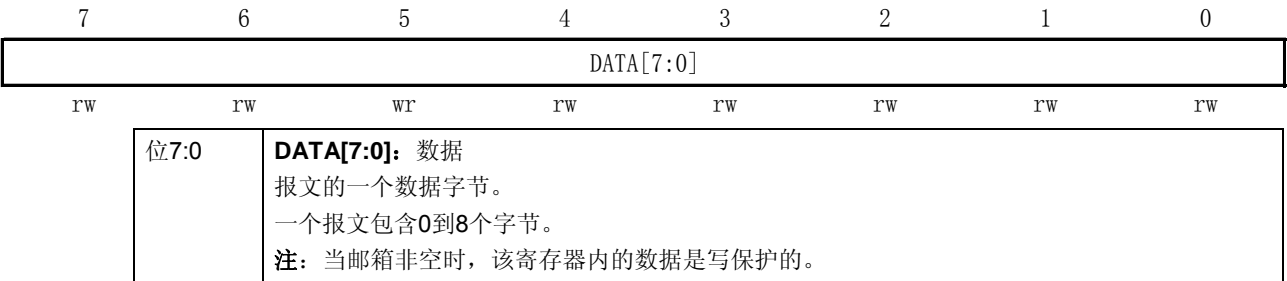 7 6 5 4 3 2 1 0
DATA[7:0]
rw rw wr rw rw rw rw rw
位7:0 DATA[7:0]：数据
报文的一个数据字节。
一个报文包含0到8个字节。
注：当邮箱非空时，该寄存器内的数据是写保护的。